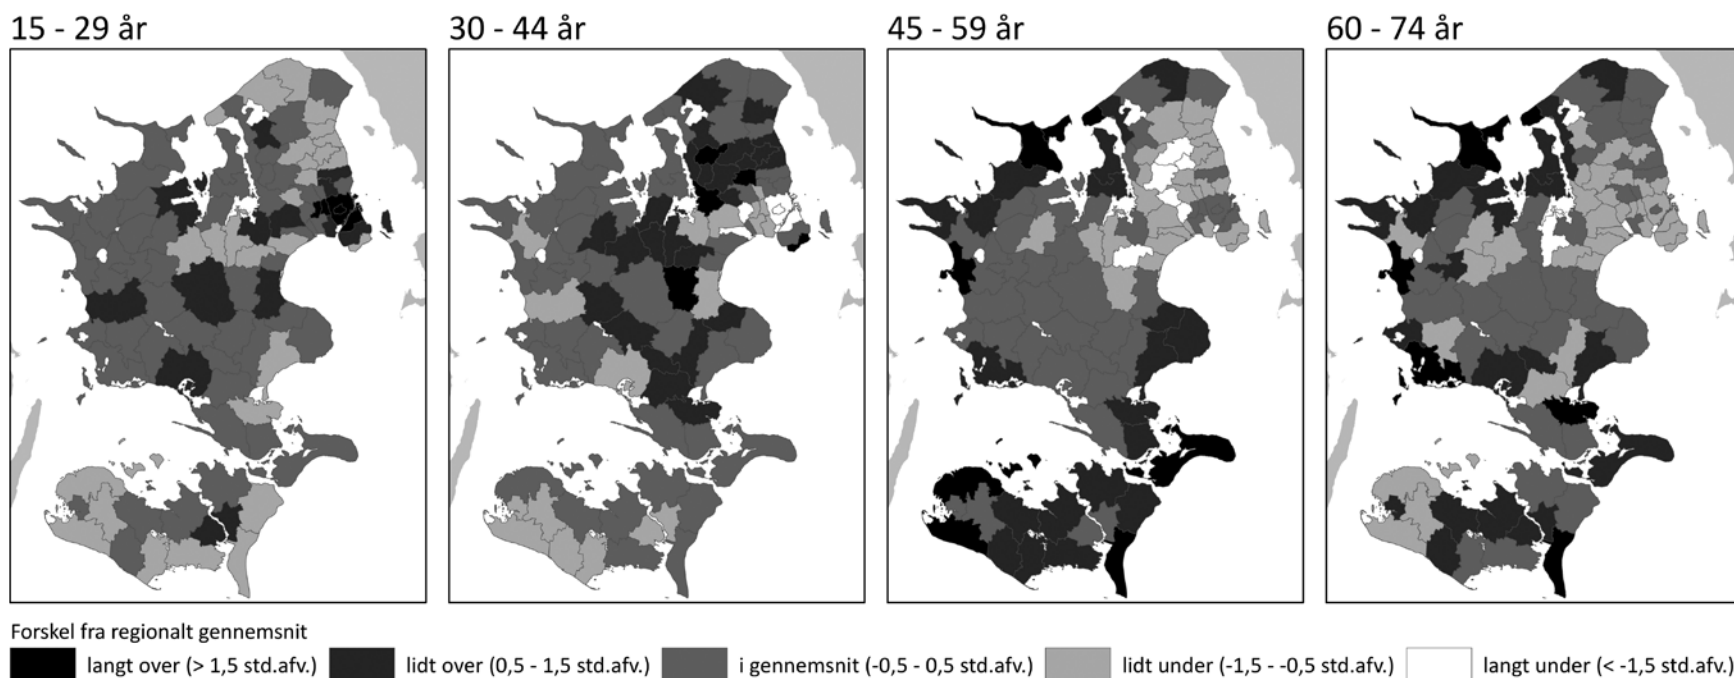 15 - 29 år
30 - 44 år
45 - 59 år
60 - 74 år
Forskel fra regionalt gennemsnit
langt over (> 1,5 std.afv.)
lidt over (0,5 - 1,5 std.afv.)
i gennemsnit (-0,5 - 0,5 std.afv.)
lidt under (-1,5 - -0,5 std.afv.)
langt under (< -1,5 std.afv.)